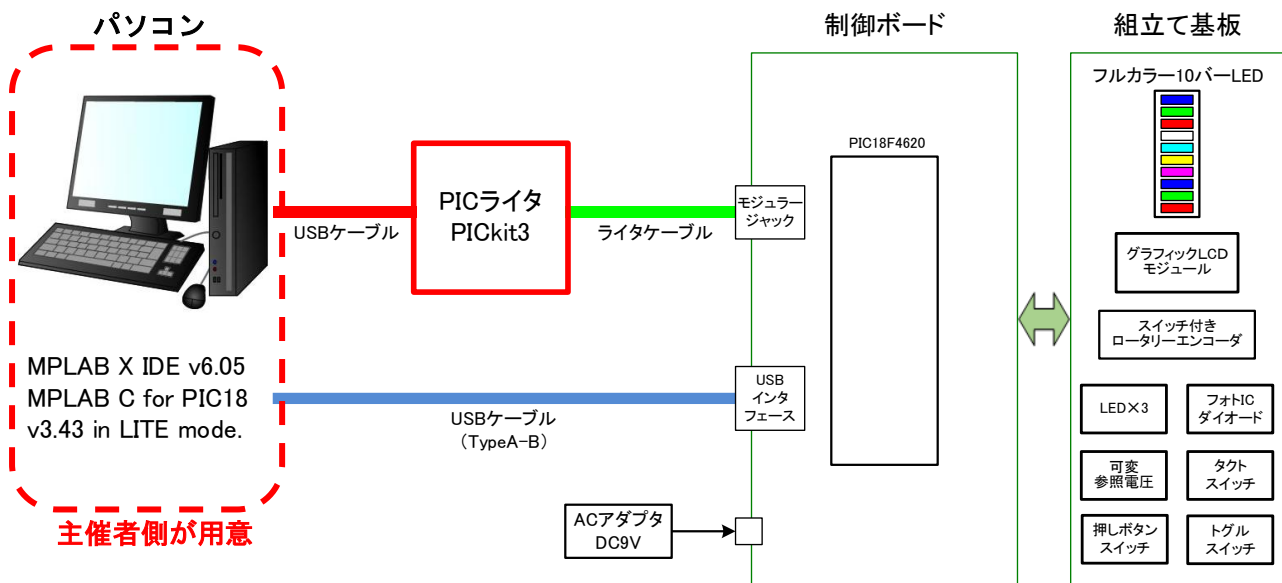 パソコン
制御ボード
組立て基板
フルカラー10バーLED
PIC18F4620
PICライタ
PICkit3
モジュラー
ジャック
USBケーブル
ライタケーブル
グラフィックLCD
モジュール
スイッチ付き
ロータリーエンコーダ
MPLAB X IDE v6.05
MPLAB C for PIC18
v3.43 in LITE mode.
USB
インタ
フェース
USBケーブル
(TypeA-B)
LED×3
フォトIC
ダイオード
可変
参照電圧
タクト
スイッチ
主催者側が用意
ACアダプタ
DC9V
押しボタン
スイッチ
トグル
スイッチ